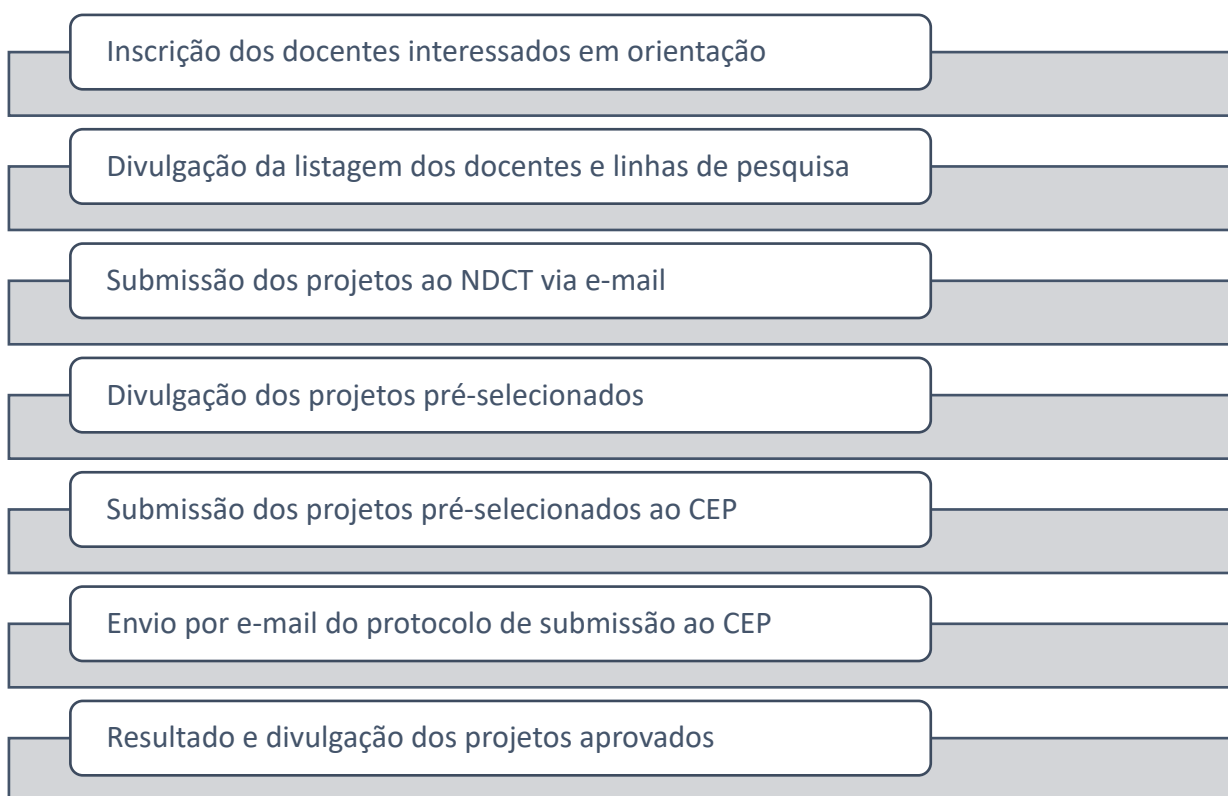 Inscrição dos docentes interessados em orientação
Divulgação da listagem dos docentes e linhas de pesquisa
Submissão dos projetos ao NDCT via e-mail
Divulgação dos projetos pré-selecionados
Submissão dos projetos pré-selecionados ao CEP
Envio por e-mail do protocolo de submissão ao CEP
Resultado e divulgação dos projetos aprovados